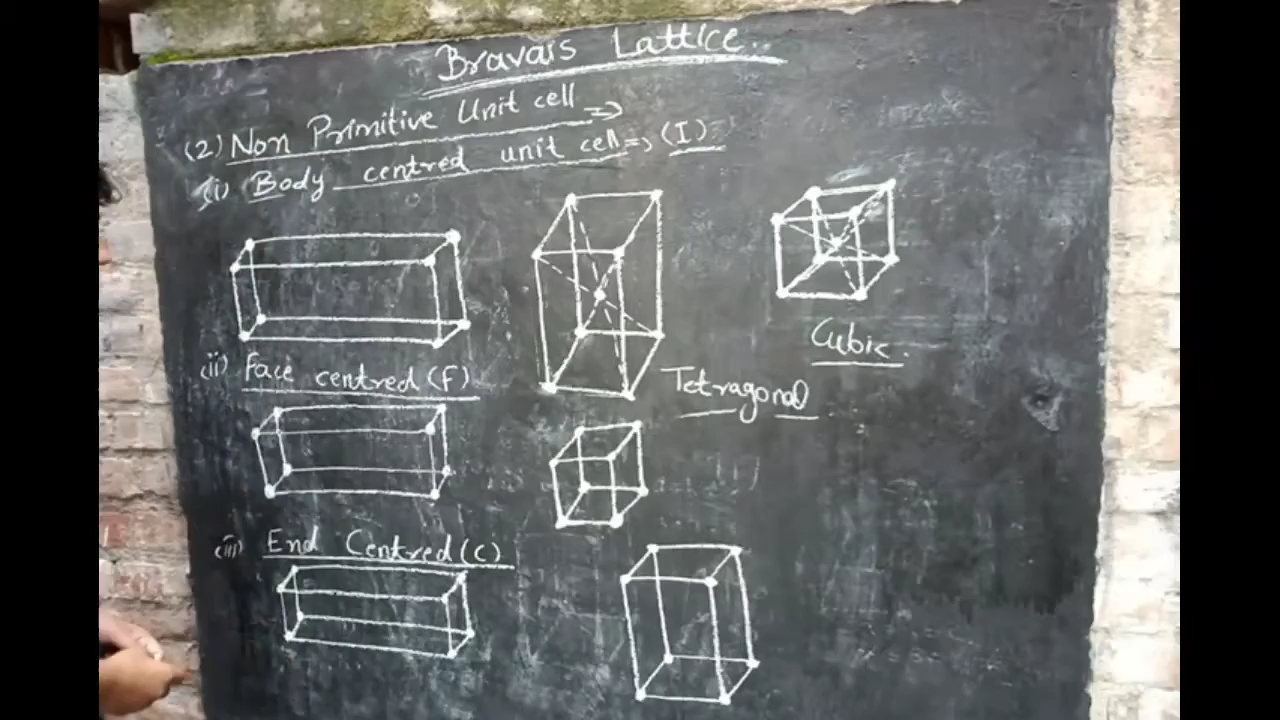 Bravais Lattice..
(2) Non Primitive Unit cell ⇒
(i) Body centred unit cell ⇒ (I)
Cubic.
(ii) Face centred (F)
Tetragonal
(iii) End Centred (C)